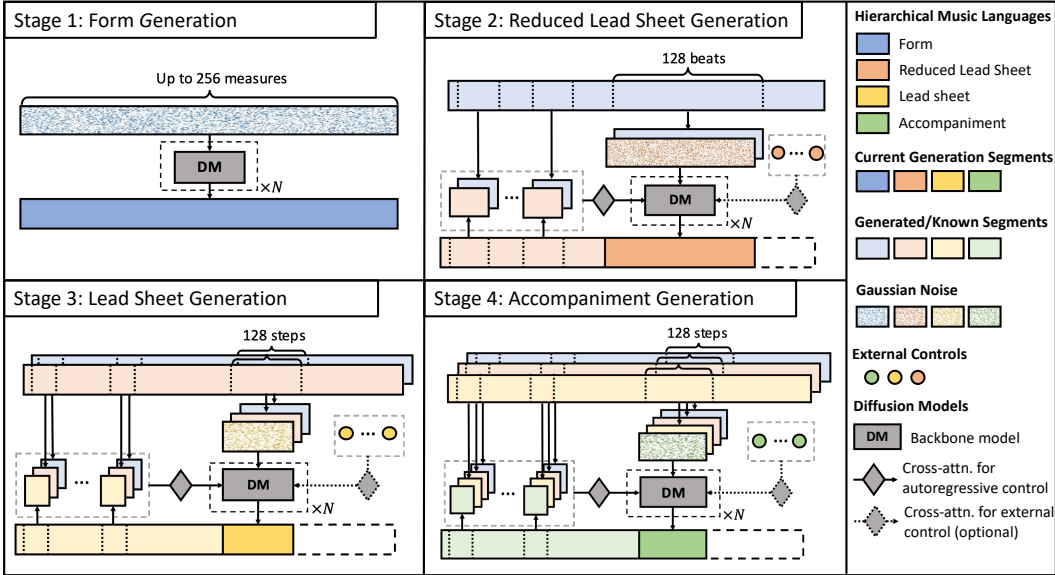 Stage 1: Form Generation
Up to 256 measures
DM
×N
Stage 2: Reduced Lead Sheet Generation
128 beats
...
...
DM
×N
Stage 3: Lead Sheet Generation
128 steps
...
...
DM
×N
Stage 4: Accompaniment Generation
128 steps
...
...
DM
×N
Hierarchical Music Languages
Form
Reduced Lead Sheet
Lead sheet
Accompaniment
Current Generation Segments
Generated/Known Segments
Gaussian Noise
External Controls
Diffusion Models
DM Backbone model
Cross-attn. for
autoregressive control
Cross-attn. for external
control (optional)